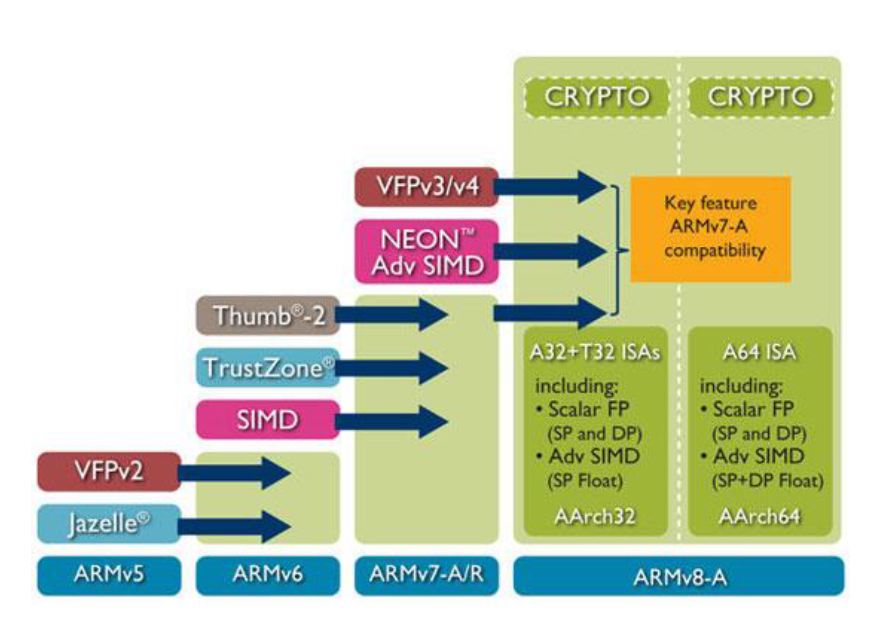 CRYPTO
CRYPTO
VFPv3/v4
Key feature
ARMv7-A
compatibility
NEON™
Adv SIMD
Thumb®-2
TrustZone®
SIMD
A32+T32 ISAs
including:
• Scalar FP
(SP and DP)
• Adv SIMD
(SP Float)
AArch32
A64 ISA
including:
• Scalar FP
(SP and DP)
• Adv SIMD
(SP+DP Float)
AArch64
VFPv2
Jazelle®
ARMv5
ARMv6
ARMv7-A/R
ARMv8-A